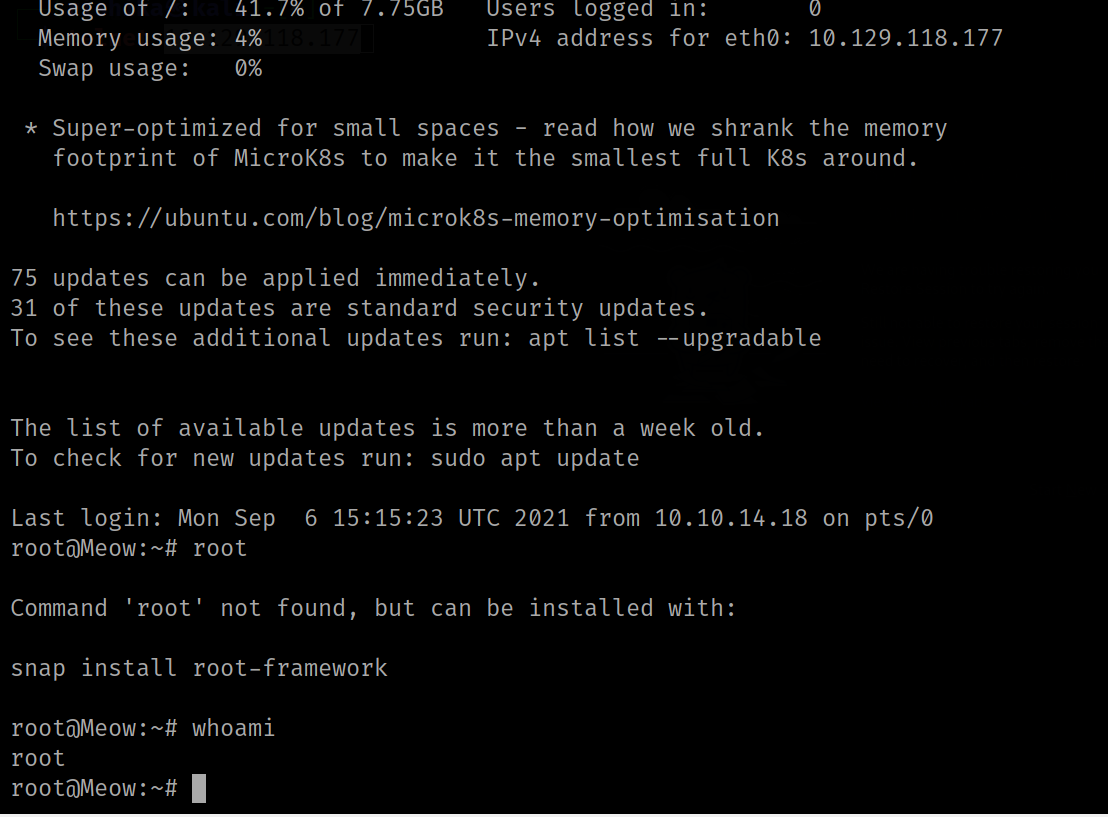 Usage of /: 41.7% of 7.75GB Users logged in: 0
Memory usage: 4% IPv4 address for eth0: 10.129.118.177
Swap usage: 0%
* Super-optimized for small spaces - read how we shrank the memory
footprint of MicroK8s to make it the smallest full K8s around.
https://ubuntu.com/blog/microk8s-memory-optimisation
75 updates can be applied immediately.
31 of these updates are standard security updates.
To see these additional updates run: apt list --upgradable
The list of available updates is more than a week old.
To check for new updates run: sudo apt update
Last login: Mon Sep  6 15:15:23 UTC 2021 from 10.10.14.18 on pts/0
root@Meow:~# root
Command 'root' not found, but can be installed with:
snap install root-framework
root@Meow:~# whoami
root
root@Meow:~#